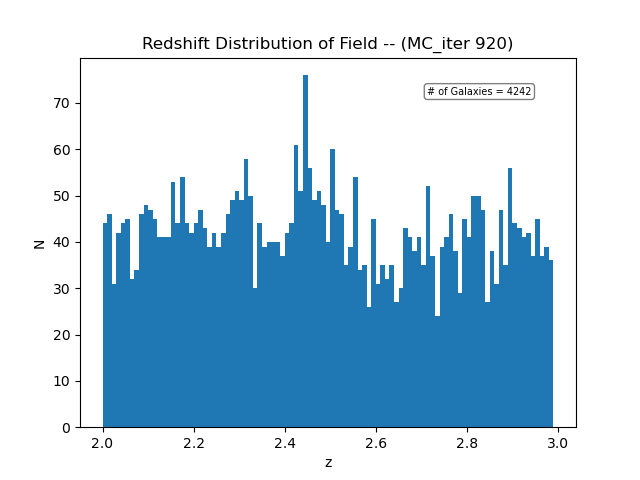 Redshift Distribution of Field -- (MC_iter 920)
# of Galaxies = 4242
70
60
50
40
30
20
10
0
N
2.0 2.2 2.4 2.6 2.8 3.0
z